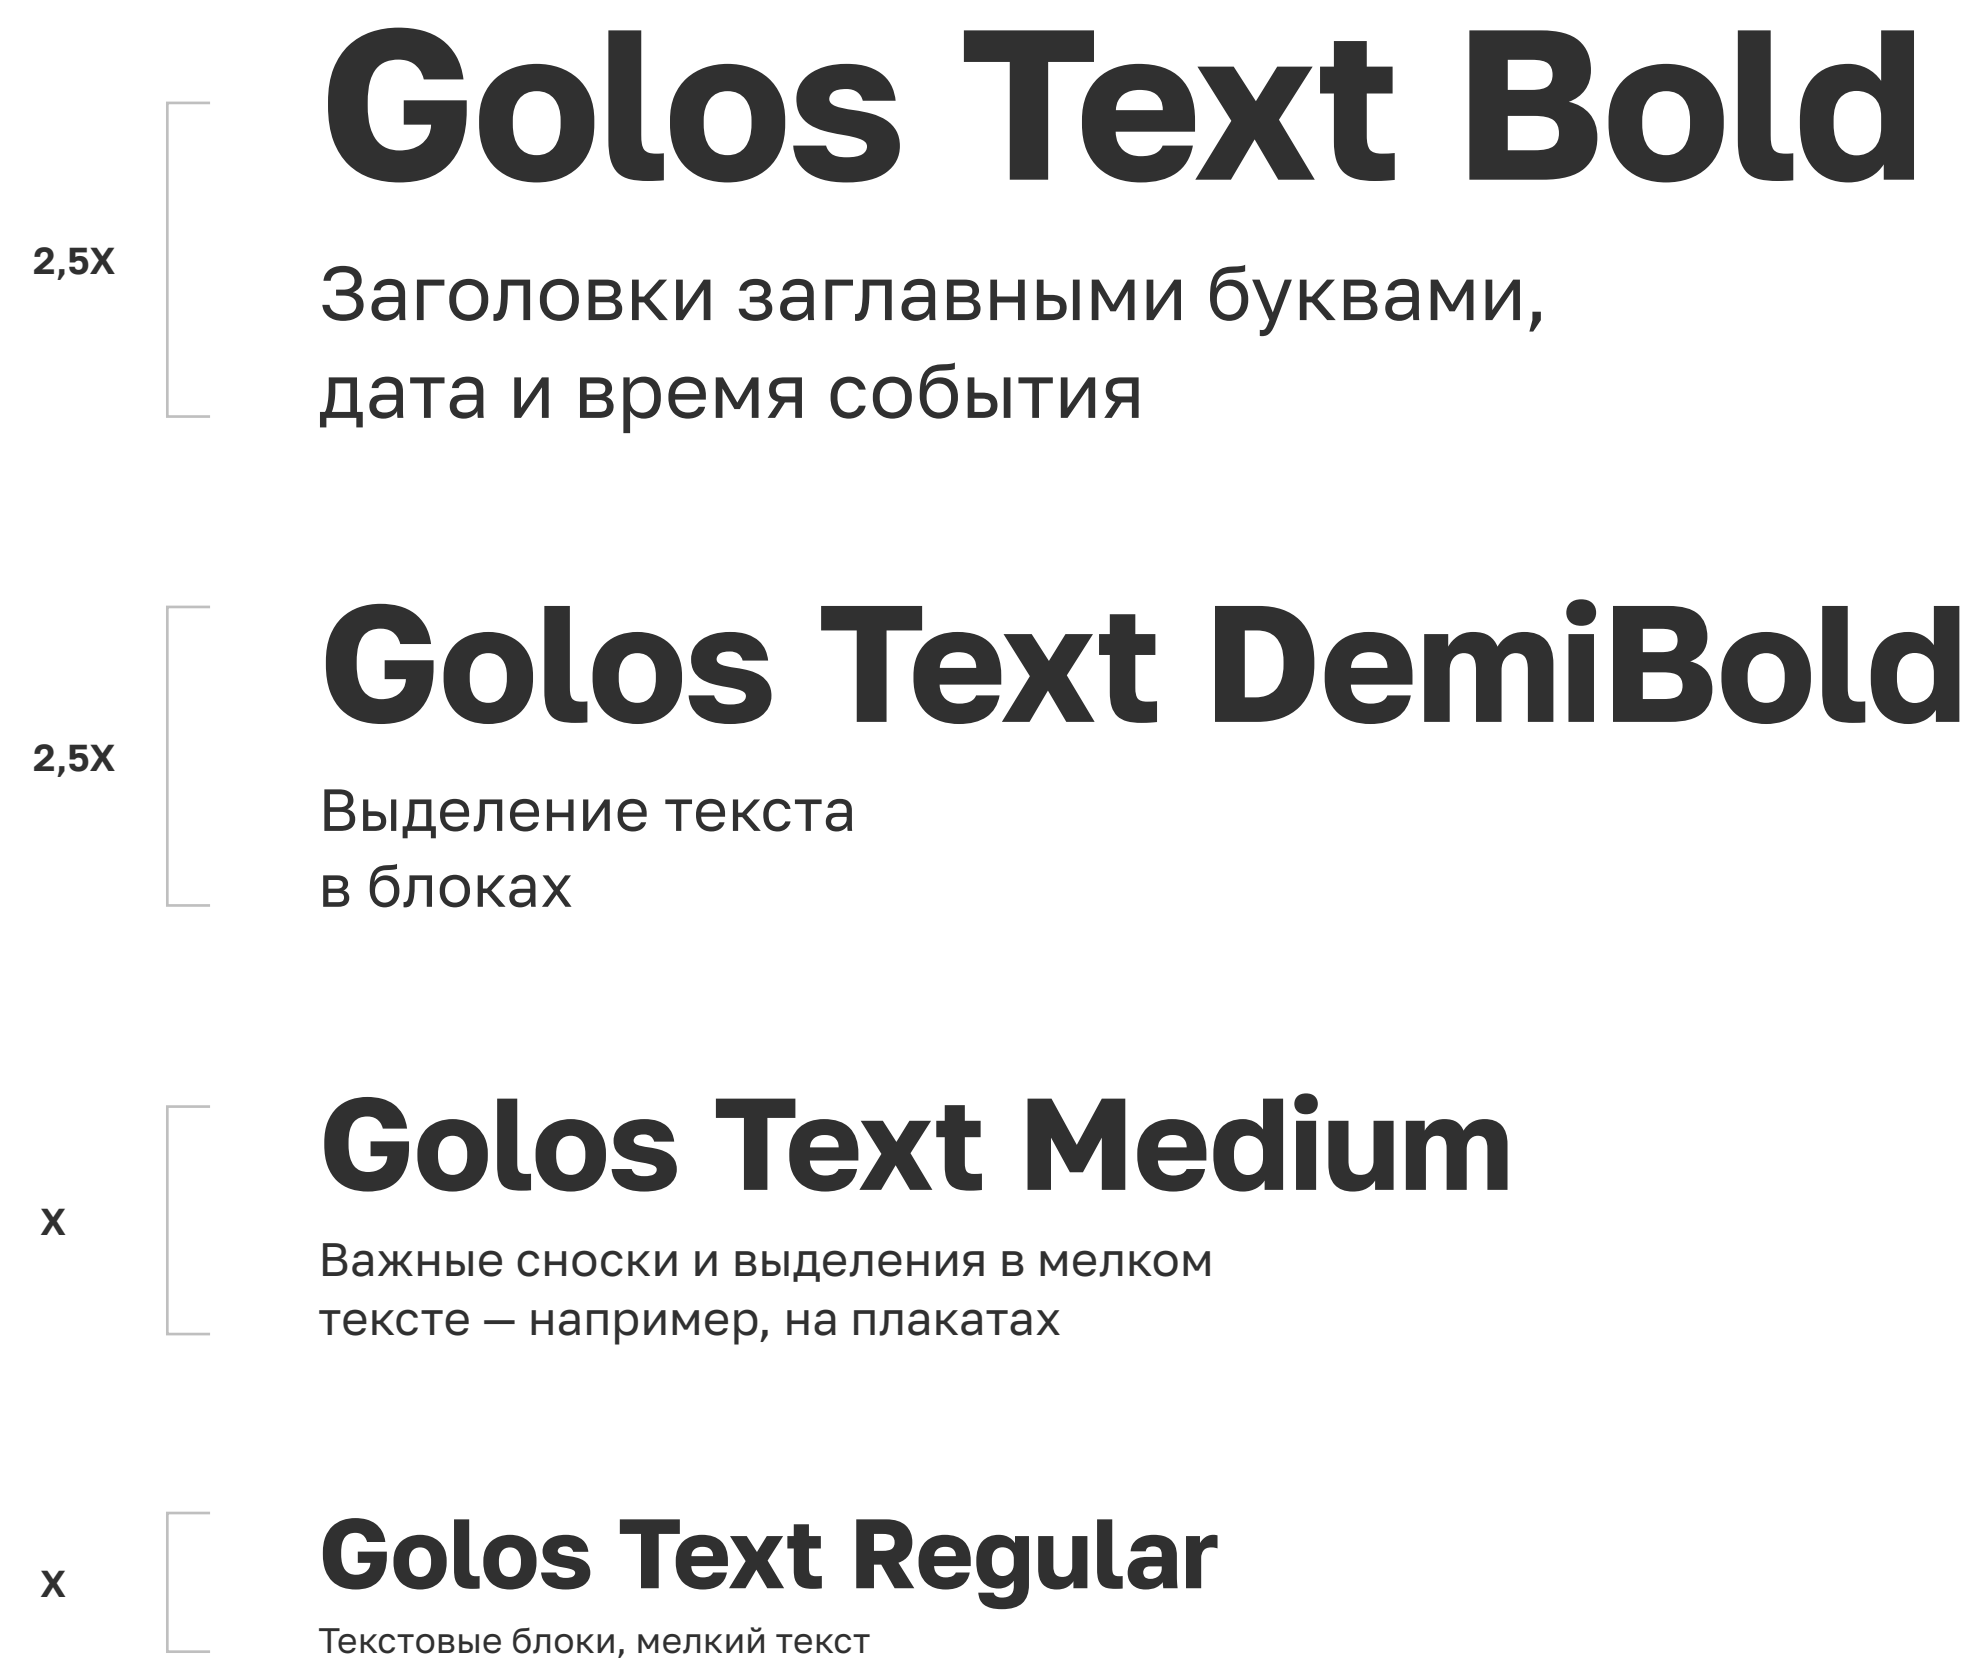 Golos Text Bold
2,5X
Заголовки заглавными буквами,
дата и время события
Golos Text DemiBold
2,5X
Выделение текста
в блоках
Golos Text Medium
X
Важные сноски и выделения в мелком
тексте — например, на плакатах
Golos Text Regular
X
Текстовые блоки, мелкий текст